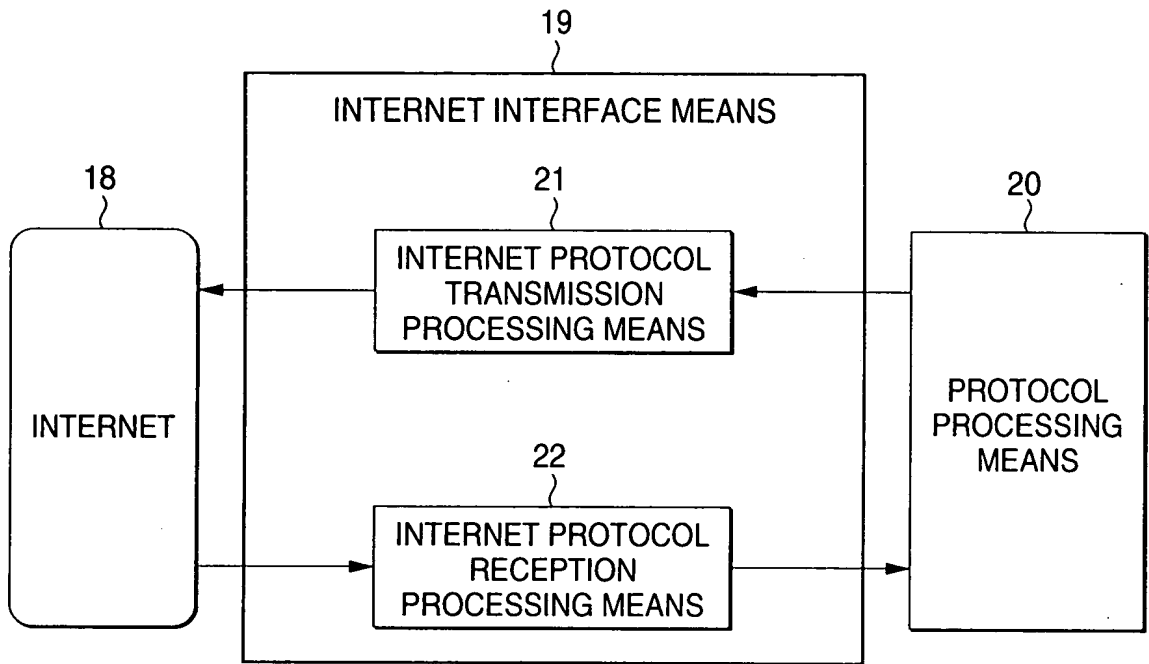 19
INTERNET INTERFACE MEANS
18
21
20
INTERNET PROTOCOL
TRANSMISSION
PROCESSING MEANS
INTERNET
PROTOCOL
PROCESSING
MEANS
22
INTERNET PROTOCOL
RECEPTION
PROCESSING MEANS